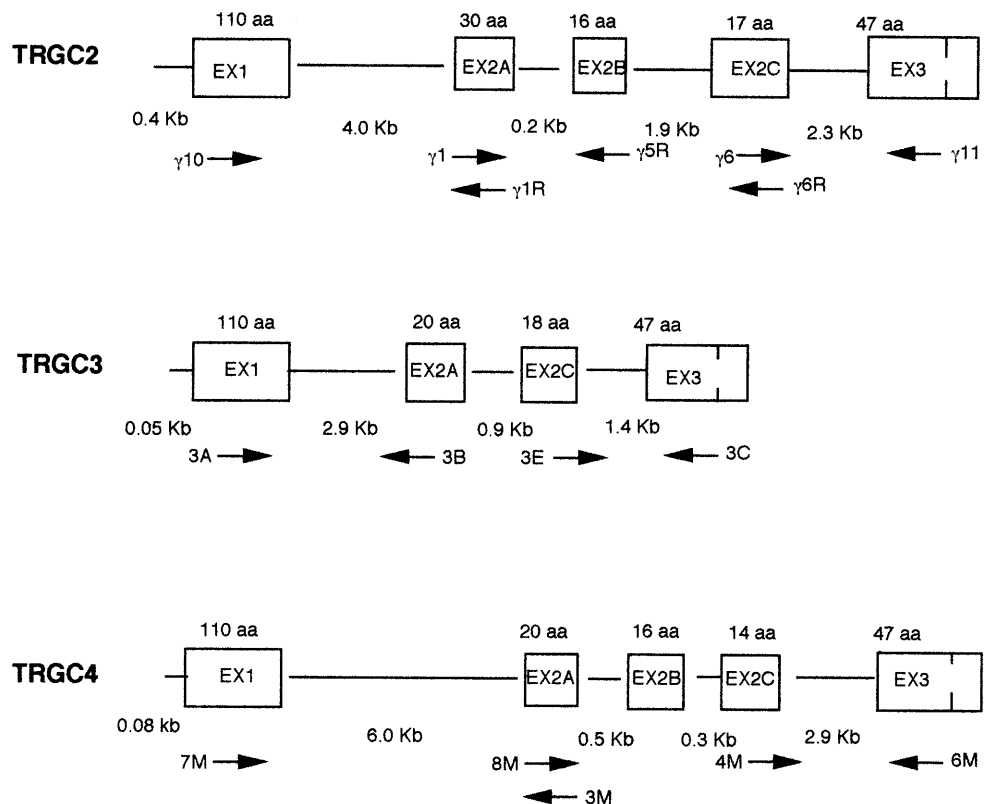 110 aa 30 aa 16 aa 17 aa 47 aa
TRGC2 EX1 EX2A EX2B EX2C EX3
0.4 Kb 4.0 Kb 0.2 Kb 1.9 Kb 2.3 Kb
γ10 γ1 γ5R γ6 γ11
γ1R γ6R
110 aa 20 aa 18 aa 47 aa
TRGC3 EX1 EX2A EX2C EX3
0.05 Kb 2.9 Kb 0.9 Kb 1.4 Kb
3A 3B 3E 3C
110 aa 20 aa 16 aa 14 aa 47 aa
TRGC4 EX1 EX2A EX2B EX2C EX3
0.08 kb 6.0 Kb 0.5 Kb 0.3 Kb 2.9 Kb
7M 8M 4M 6M
3M